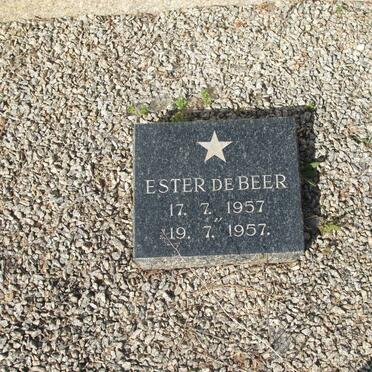 ESTER DE BEER
17. 7. 1957
19. 7. 1957.